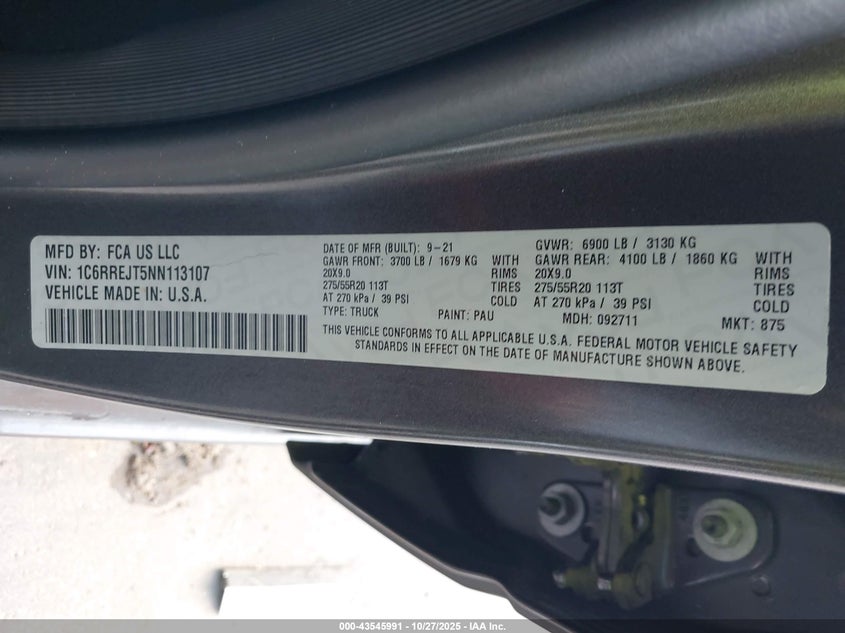 MFD BY: FCA US LLC
VIN: 1C6RREJT5NN113107
VEHICLE MADE IN: U.S.A.
DATE OF MFR (BUILT): 9-21 GVWR: 6900 LB / 3130 KG
GAWR FRONT: 3700 LB / 1679 KG WITH GAWR REAR: 4100 LB / 1860 KG WITH
20X9.0 RIMS 20X9.0 RIMS
275/55R20 113T TIRES 275/55R20 113T TIRES
AT 270 kPa / 39 PSI COLD AT 270 kPa / 39 PSI COLD
TYPE: TRUCK PAINT: PAU MDH: 092711 MKT: 875
THIS VEHICLE CONFORMS TO ALL APPLICABLE U.S.A. FEDERAL MOTOR VEHICLE SAFETY
STANDARDS IN EFFECT ON THE DATE OF MANUFACTURE SHOWN ABOVE.
000-43545991 | 10/27/2025 | IAA Inc.